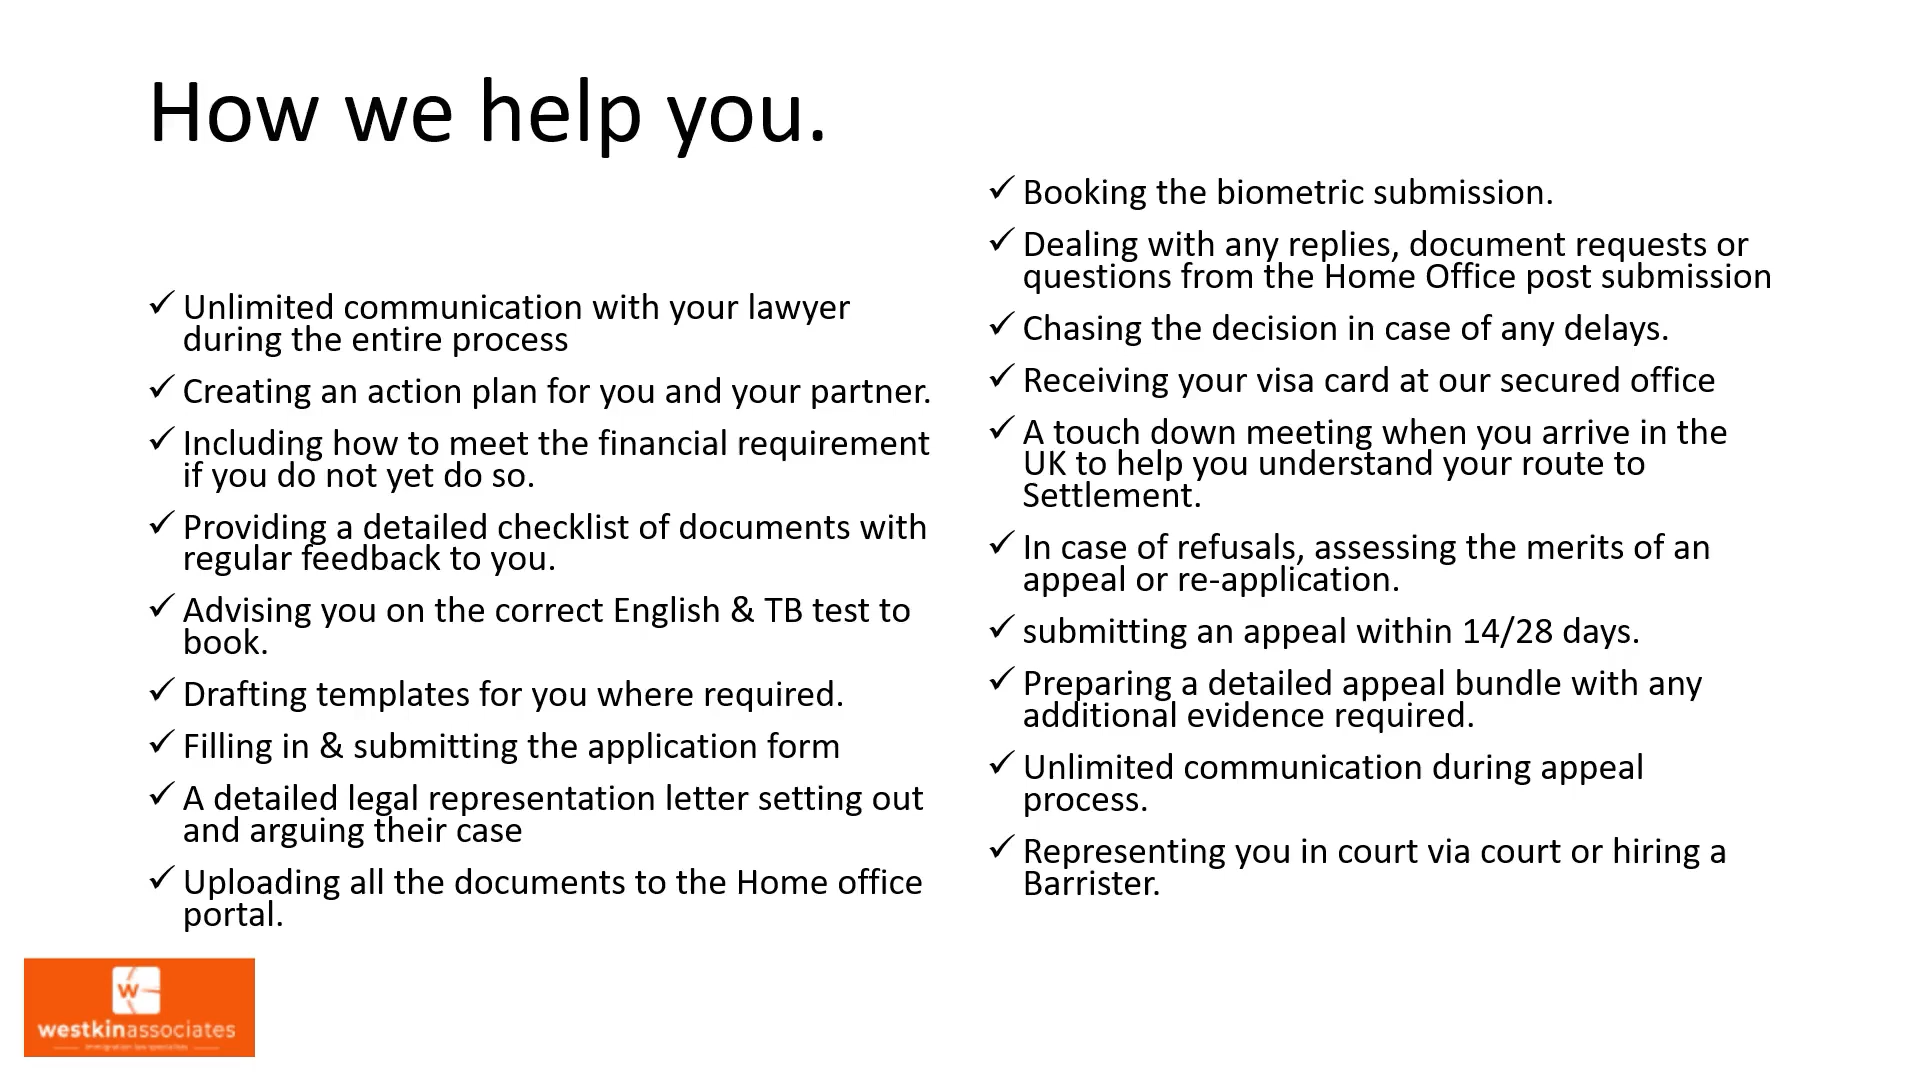 How we help you.
✓ Unlimited communication with your lawyer
during the entire process
✓ Creating an action plan for you and your partner.
✓ Including how to meet the financial requirement
if you do not yet do so.
✓ Providing a detailed checklist of documents with
regular feedback to you.
✓ Advising you on the correct English & TB test to
book.
✓ Drafting templates for you where required.
✓ Filling in & submitting the application form
✓ A detailed legal representation letter setting out
and arguing their case
✓ Uploading all the documents to the Home office
portal.
✓ Booking the biometric submission.
✓ Dealing with any replies, document requests or
questions from the Home Office post submission
✓ Chasing the decision in case of any delays.
✓ Receiving your visa card at our secured office
✓ A touch down meeting when you arrive in the
UK to help you understand your route to
Settlement.
✓ In case of refusals, assessing the merits of an
appeal or re-application.
✓ submitting an appeal within 14/28 days.
✓ Preparing a detailed appeal bundle with any
additional evidence required.
✓ Unlimited communication during appeal
process.
✓ Representing you in court via court or hiring a
Barrister.
W
westkinassociates